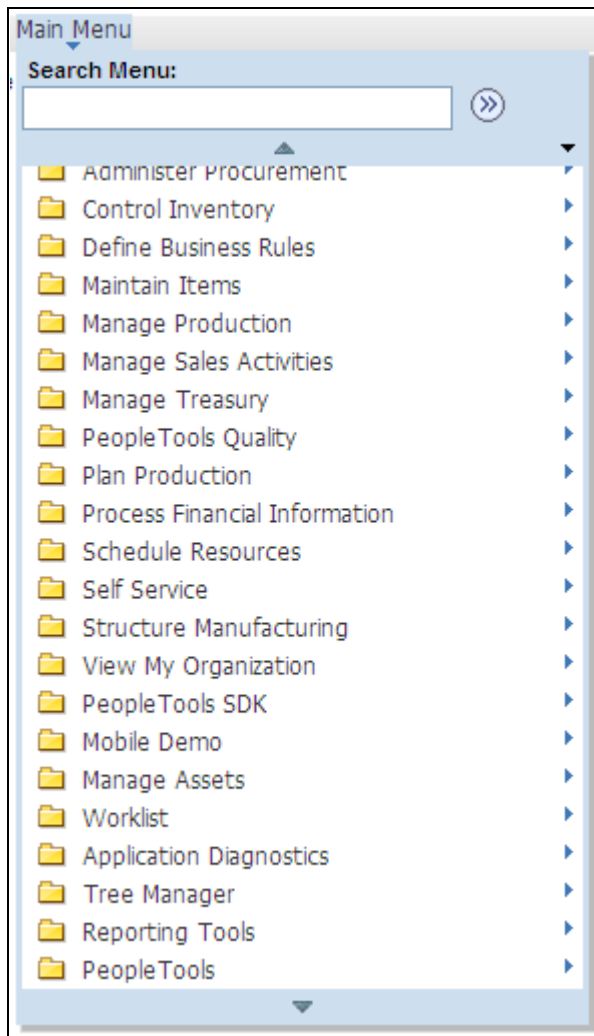 Main Menu
Search Menu:
Administer Procurement
Control Inventory
Define Business Rules
Maintain Items
Manage Production
Manage Sales Activities
Manage Treasury
PeopleTools Quality
Plan Production
Process Financial Information
Schedule Resources
Self Service
Structure Manufacturing
View My Organization
PeopleTools SDK
Mobile Demo
Manage Assets
Worklist
Application Diagnostics
Tree Manager
Reporting Tools
PeopleTools